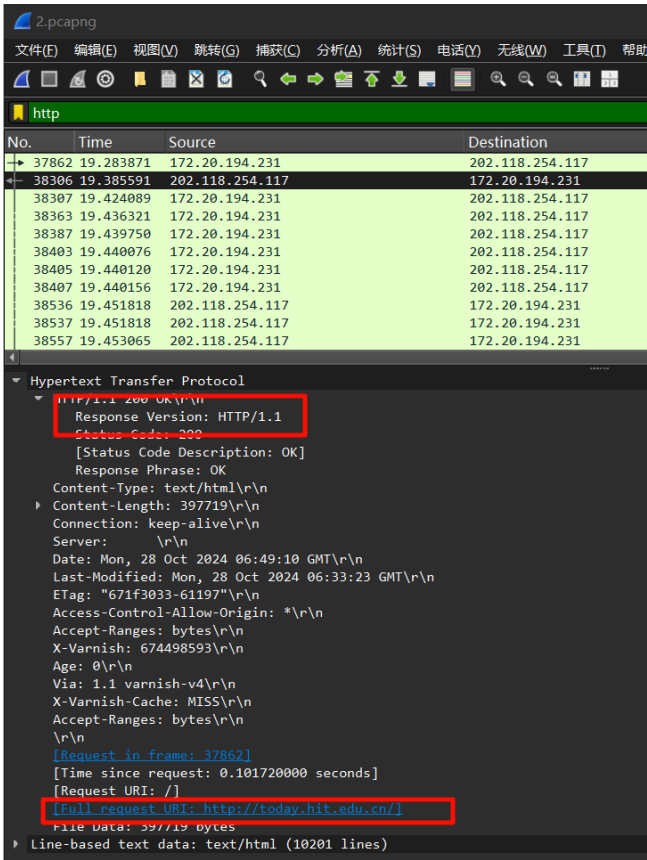 2.pcapng
文件(F) 编辑(E) 视图(V) 跳转(G) 捕获(C) 分析(A) 统计(S) 电话(Y) 无线(W) 工具(T) 帮助
http
No. Time Source Destination
37862 19.283871 172.20.194.231 202.118.254.117
38306 19.385591 202.118.254.117 172.20.194.231
38307 19.424089 172.20.194.231 202.118.254.117
38363 19.436321 172.20.194.231 202.118.254.117
38387 19.439750 172.20.194.231 202.118.254.117
38403 19.440076 172.20.194.231 202.118.254.117
38405 19.440120 172.20.194.231 202.118.254.117
38407 19.440156 172.20.194.231 202.118.254.117
38536 19.451818 202.118.254.117 172.20.194.231
38537 19.451818 202.118.254.117 172.20.194.231
38557 19.453065 202.118.254.117 172.20.194.231
Hypertext Transfer Protocol
HTTP/1.1 200 OK\r\n
Response Version: HTTP/1.1
Status Code: 200
[Status Code Description: OK]
Response Phrase: OK
Content-Type: text/html\r\n
Content-Length: 397719\r\n
Connection: keep-alive\r\n
Server: \r\n
Date: Mon, 28 Oct 2024 06:49:10 GMT\r\n
Last-Modified: Mon, 28 Oct 2024 06:33:23 GMT\r\n
ETag: "671f3033-61197"\r\n
Access-Control-Allow-Origin: *\r\n
Accept-Ranges: bytes\r\n
X-Varnish: 674498593\r\n
Age: 0\r\n
Via: 1.1 varnish-v4\r\n
X-Varnish-Cache: MISS\r\n
Accept-Ranges: bytes\r\n
\r\n
[Request in frame: 37862]
[Time since request: 0.101720000 seconds]
[Request URI: /]
[Full request URI: http://today.hit.edu.cn/]
File Data: 397719 bytes
Line-based text data: text/html (10201 lines)